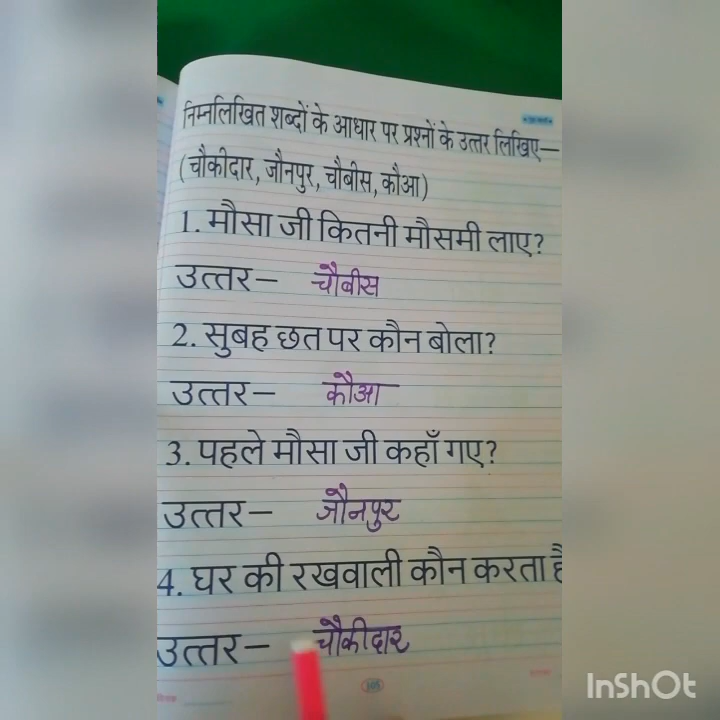 निम्नलिखित शब्दों के आधार पर प्रश्नों के उत्तर लिखिए—
(चौकीदार, जौनपुर, चौबीस, कौआ)
1. मौसा जी कितनी मौसमी लाए?
उत्तर— चौबीस
2. सुबह छत पर कौन बोला?
उत्तर— कौआ
3. पहले मौसा जी कहाँ गए?
उत्तर— जौनपुर
4. घर की रखवाली कौन करता है
उत्तर— चौकीदार
InShOt